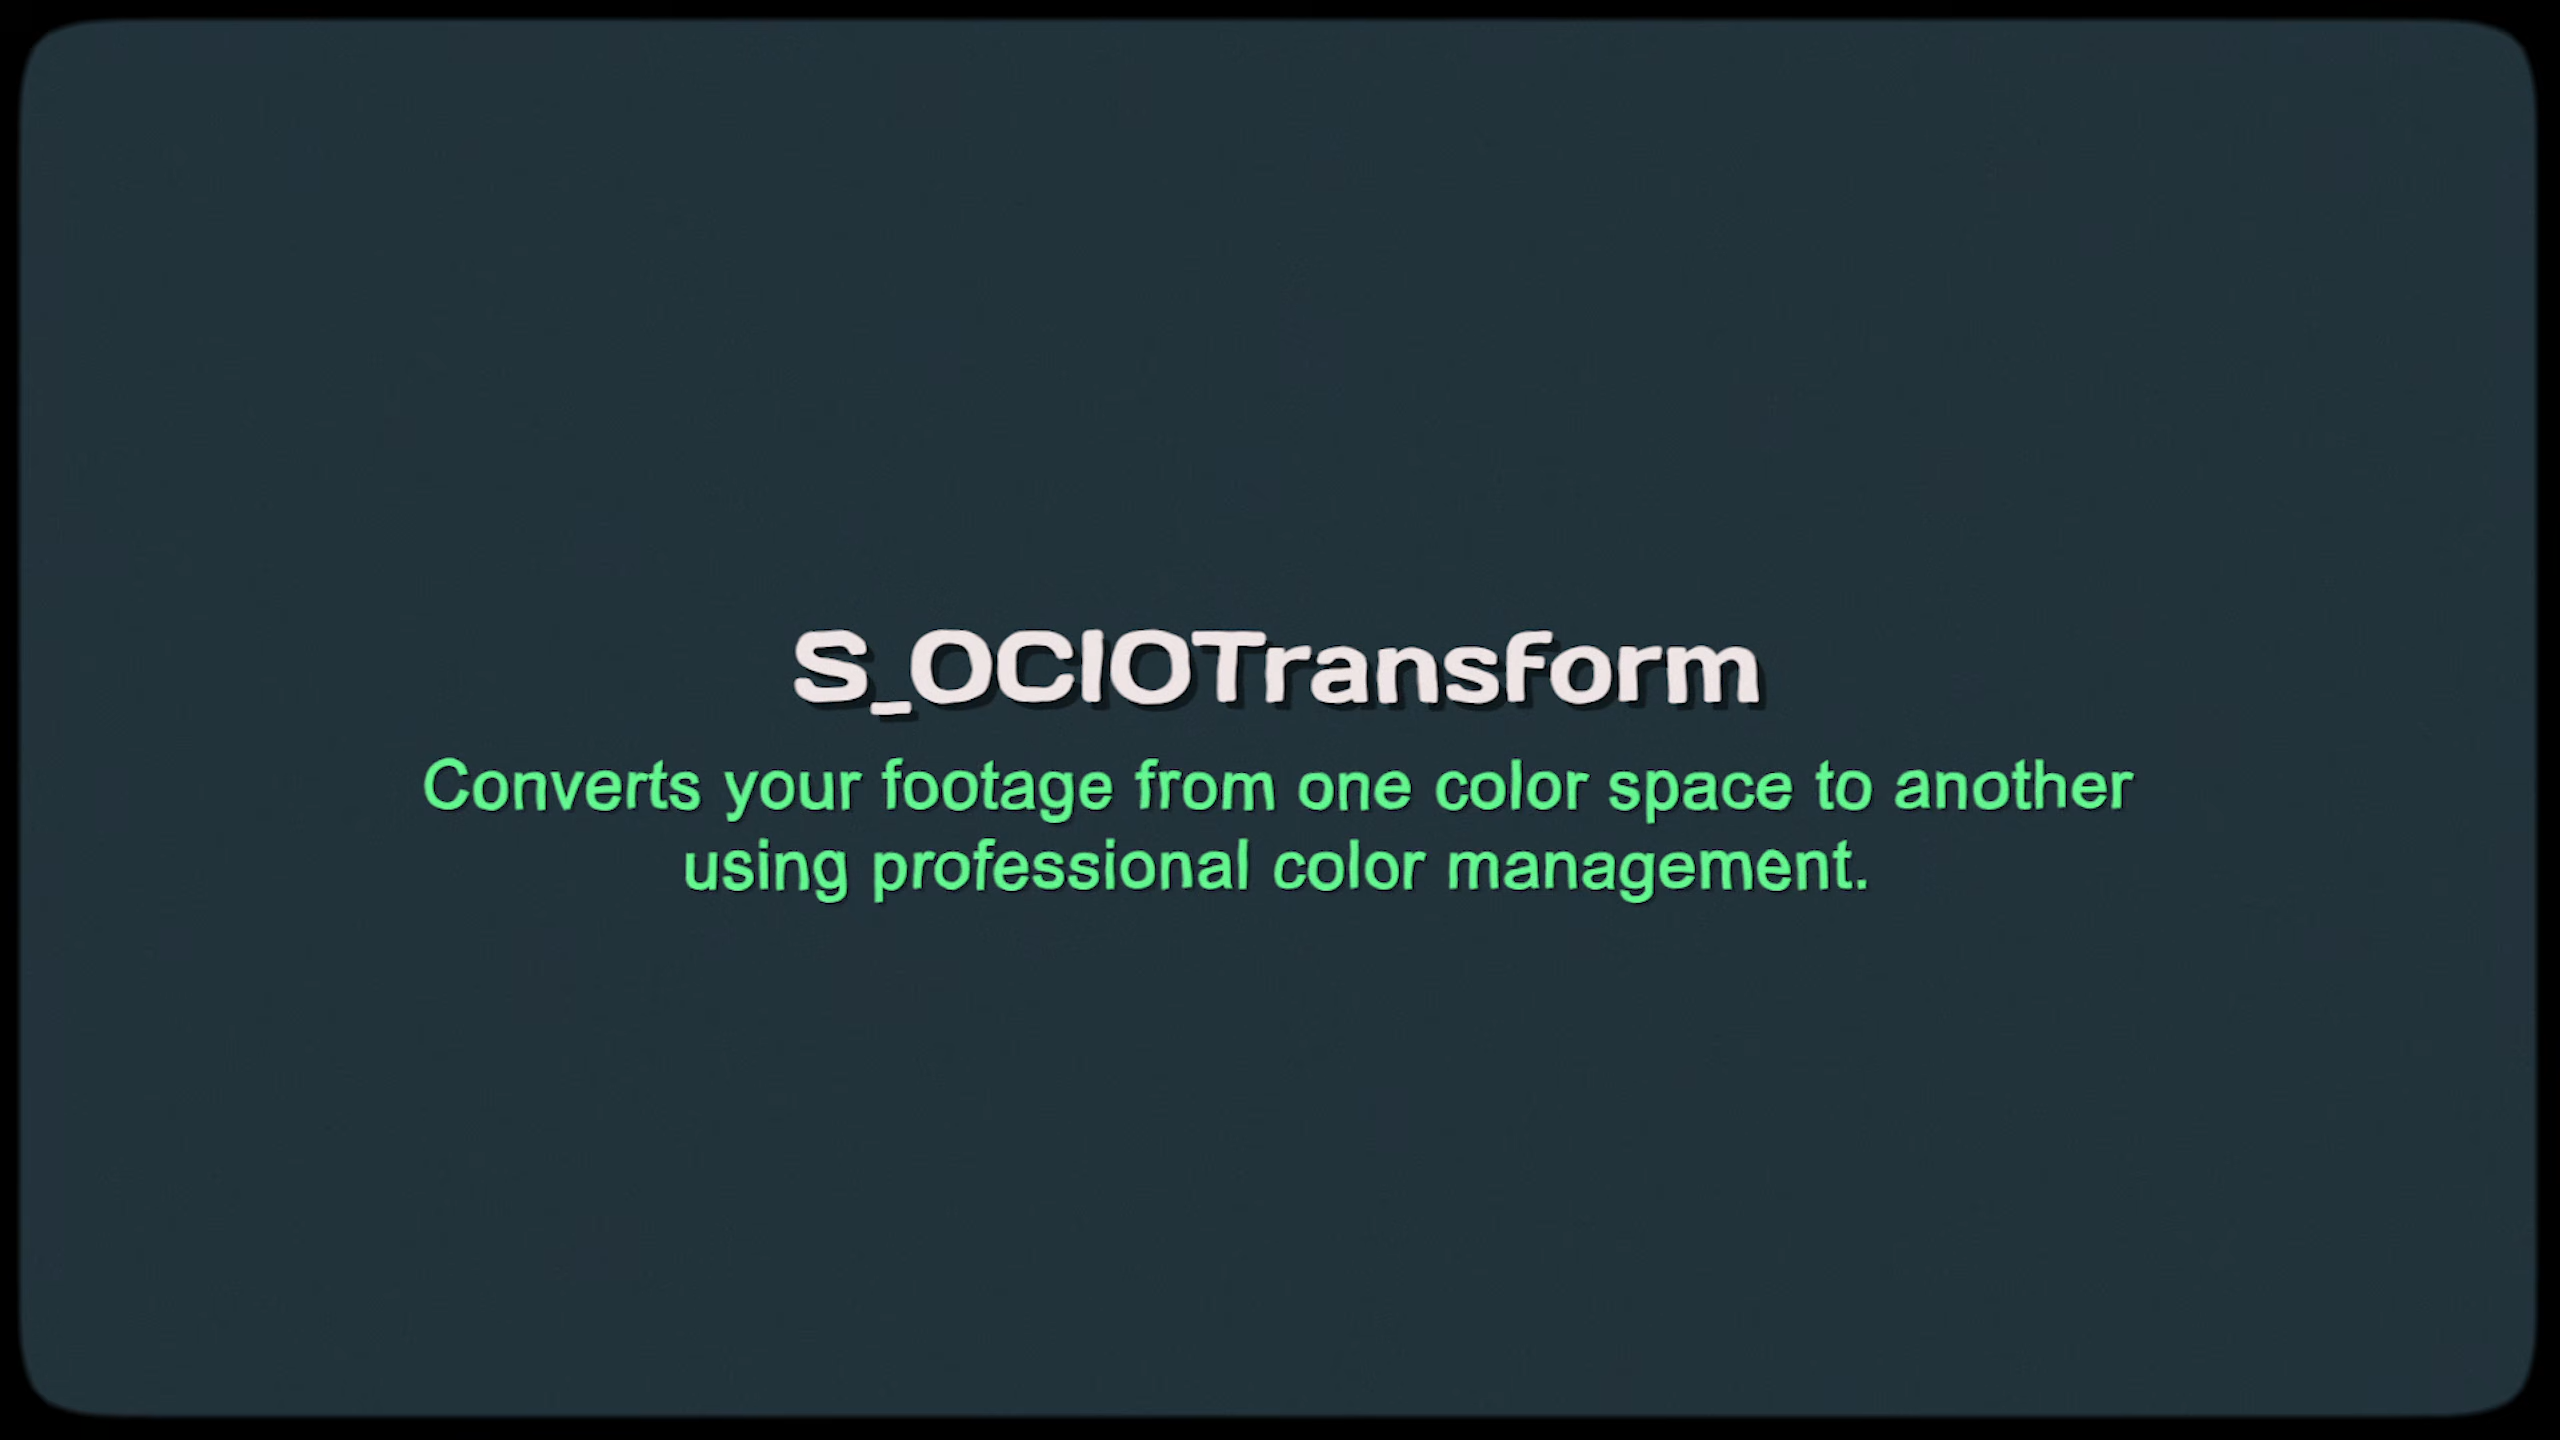 S_OCIOTransform
Converts your footage from one color space to another
using professional color management.